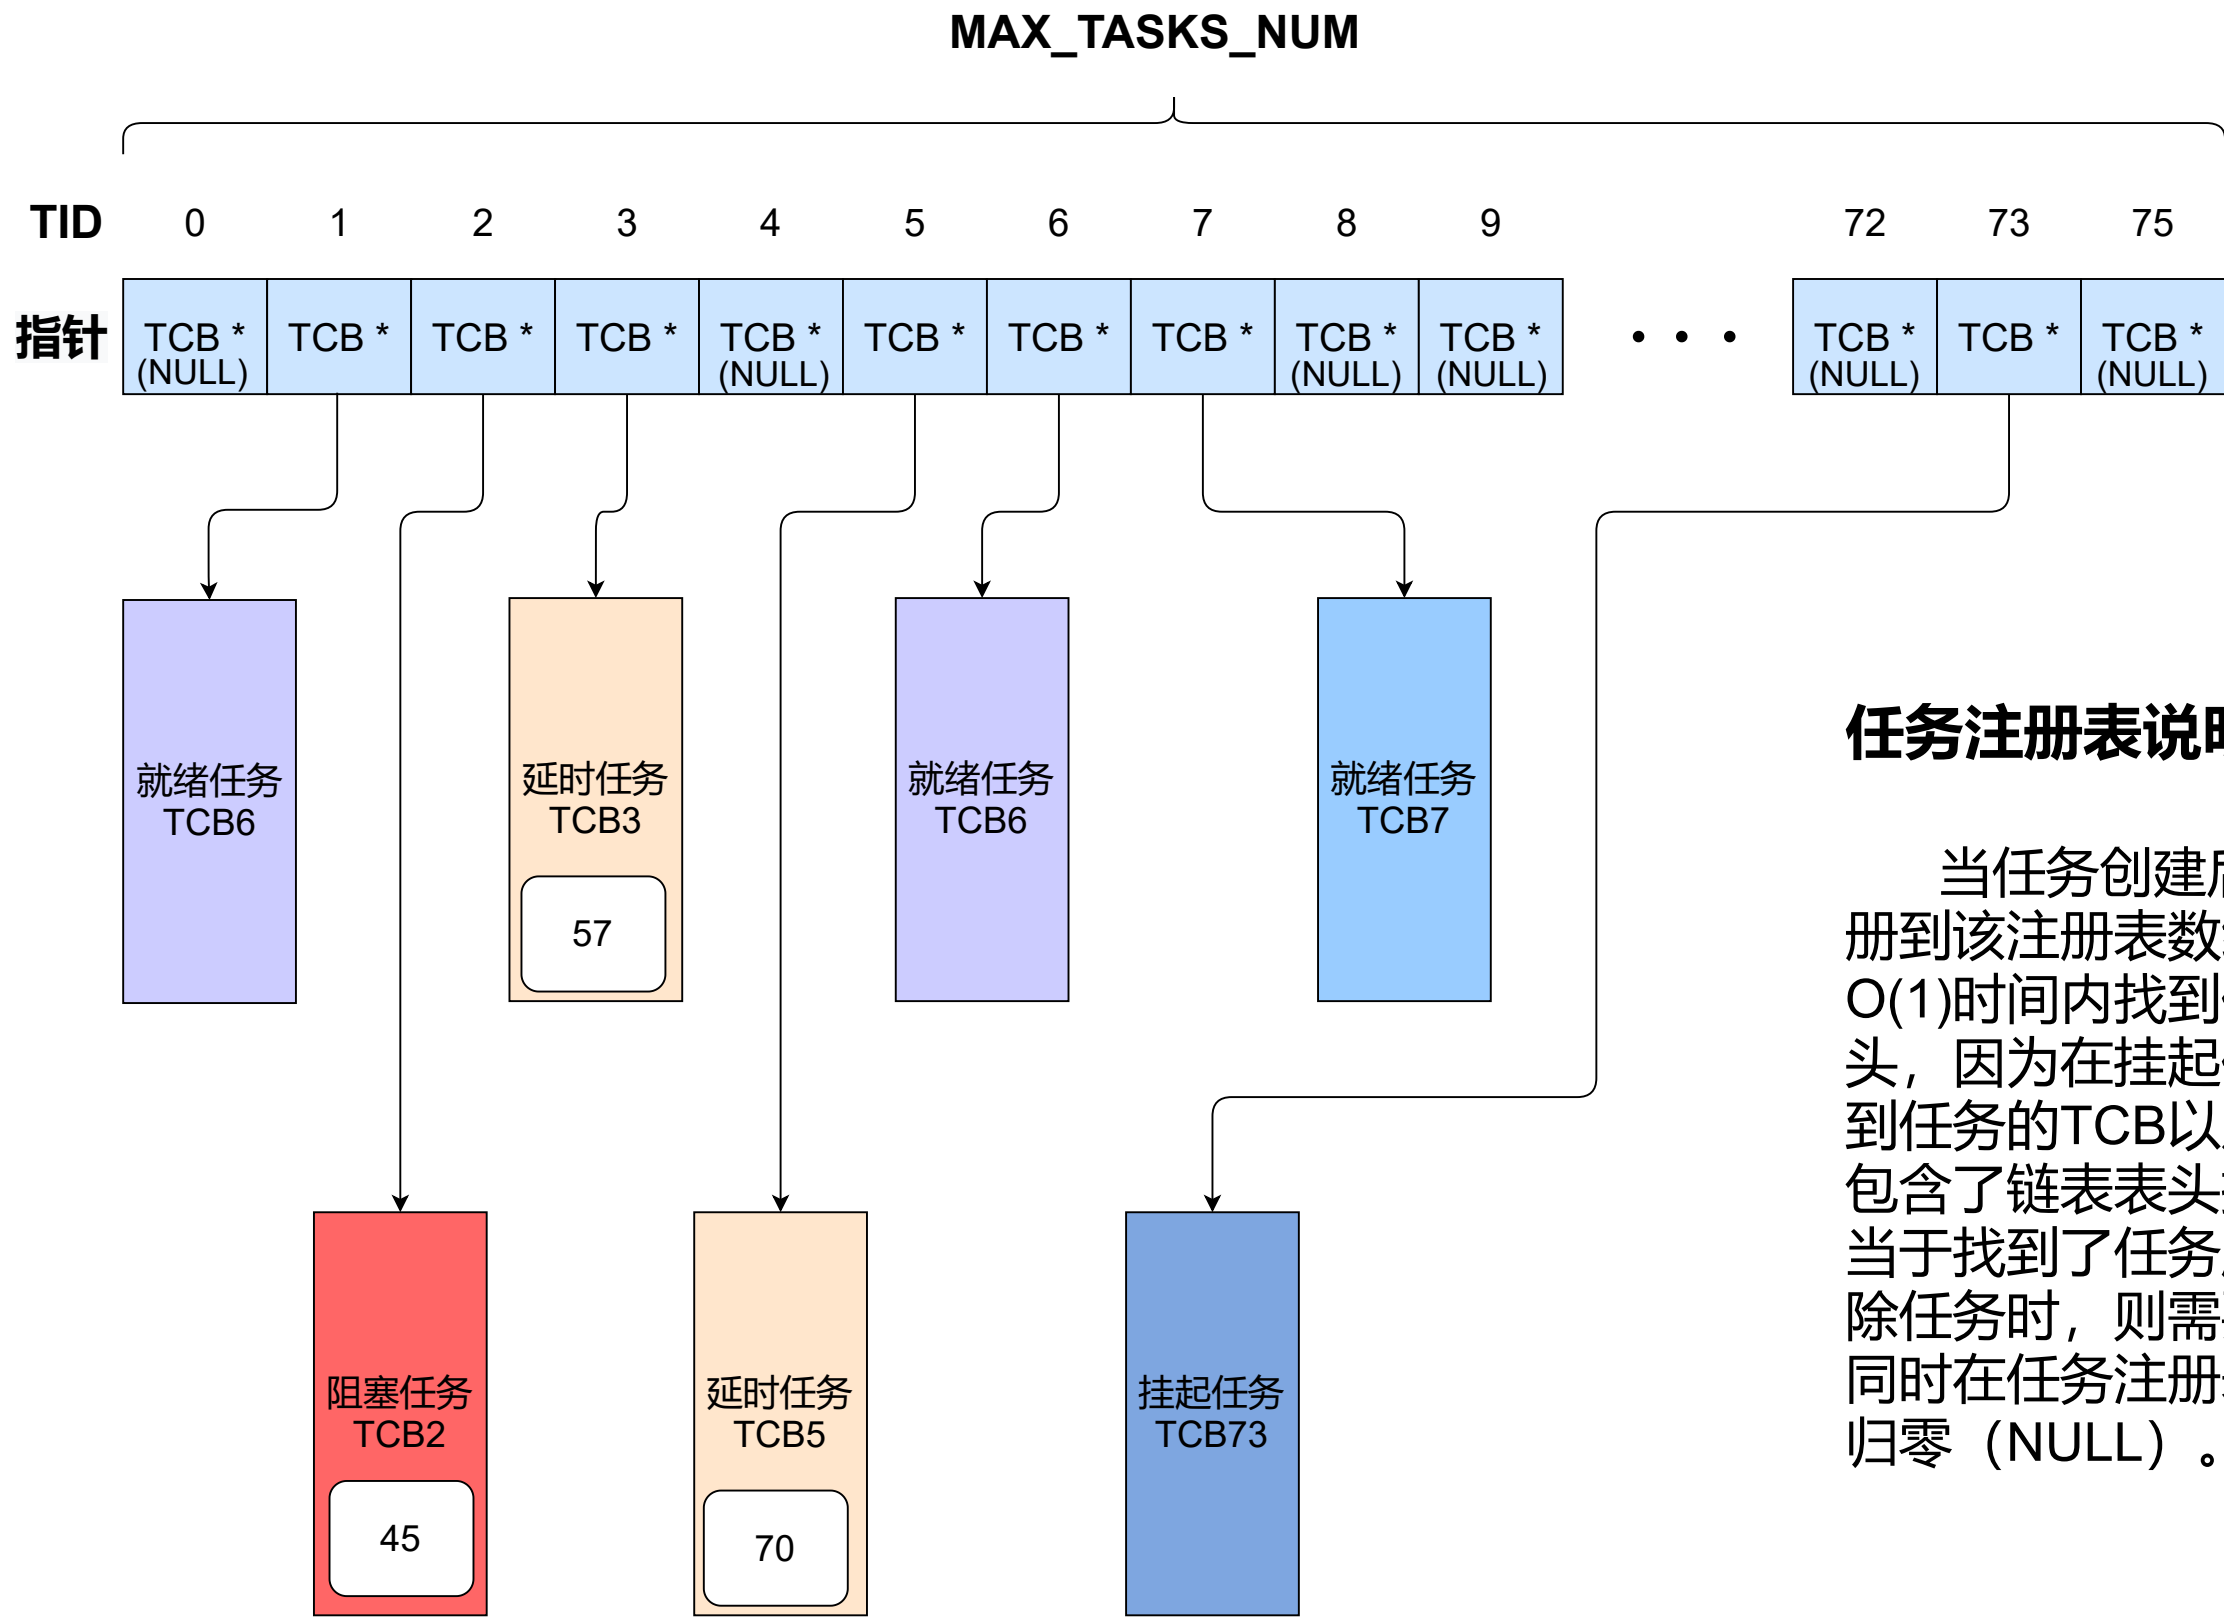 MAX_TASKS_NUM
TID 0 1 2 3 4 5 6 7 8 9 72 73 75
指针 TCB * TCB * TCB * TCB * TCB * TCB * TCB * TCB * TCB * TCB * • • • TCB * TCB * TCB *
(NULL) (NULL) (NULL) (NULL) (NULL) (NULL)
就绪任务
TCB6
延时任务
TCB3
57
就绪任务
TCB6
就绪任务
TCB7
阻塞任务
TCB2
45
延时任务
TCB5
70
挂起任务
TCB73
任务注册表说
当任务创建
册到该注册表数
O(1)时间内找到
头，因为在挂起
到任务的TCB以
包含了链表表头
当于找到了任务
除任务时，则需
同时在任务注册
归零（NULL）。